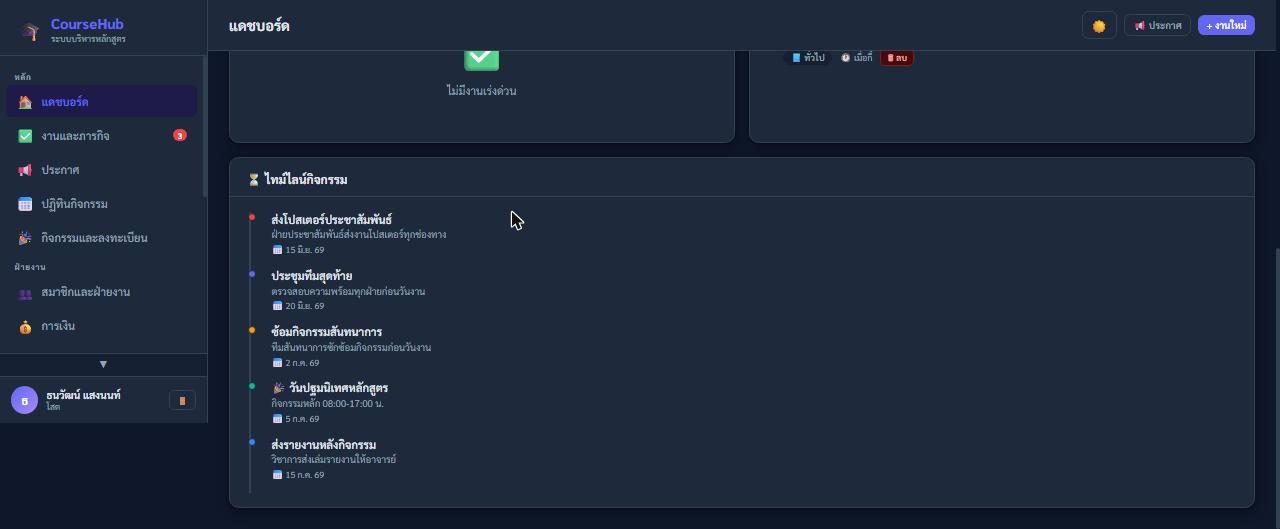 CourseHub
ระบบบริหารหลักสูตร
หลัก
แดชบอร์ด
งานและภารกิจ
3
ประกาศ
ปฏิทินกิจกรรม
กิจกรรมและลงทะเบียน
ฝ่ายงาน
สมาชิกและฝ่ายงาน
การเงิน
▼
ธ
ธนวัฒน์ แสงนนท์
โสต
แดชบอร์ด
ประกาศ
+ งานใหม่
ไม่มีงานเร่งด่วน
ทั่วไป
เมื่อกี้
ลบ
ไทม์ไลน์กิจกรรม
ส่งโปสเตอร์ประชาสัมพันธ์
ฝ่ายประชาสัมพันธ์ส่งงานโปสเตอร์ทุกช่องทาง
15 มิ.ย. 69
ประชุมทีมสุดท้าย
ตรวจสอบความพร้อมทุกฝ่ายก่อนวันงาน
20 มิ.ย. 69
ซ้อมกิจกรรมสันทนาการ
ทีมสันทนาการซักซ้อมกิจกรรมก่อนวันงาน
2 ก.ค. 69
วันปฐมนิเทศหลักสูตร
กิจกรรมหลัก 08:00-17:00 น.
5 ก.ค. 69
ส่งรายงานหลังกิจกรรม
วิชาการส่งเล่มรายงานให้อาจารย์
15 ก.ค. 69